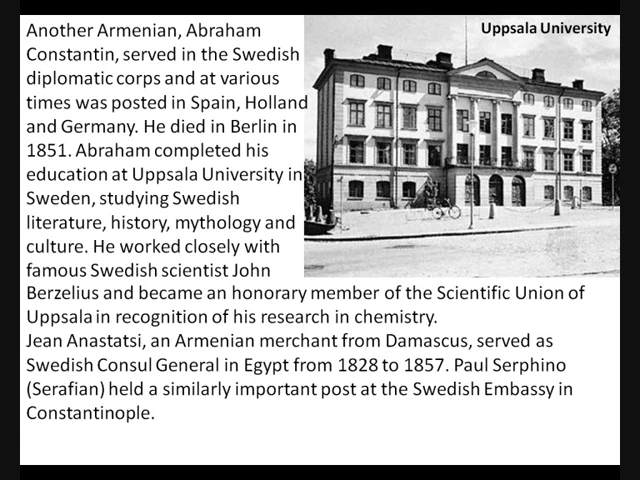 Uppsala University
Another Armenian, Abraham
Constantin, served in the Swedish
diplomatic corps and at various
times was posted in Spain, Holland
and Germany. He died in Berlin in
1851. Abraham completed his
education at Uppsala University in
Sweden, studying Swedish
literature, history, mythology and
culture. He worked closely with
famous Swedish scientist John
Berzelius and became an honorary member of the Scientific Union of
Uppsala in recognition of his research in chemistry.
Jean Anastatsi, an Armenian merchant from Damascus, served as
Swedish Consul General in Egypt from 1828 to 1857. Paul Serphino
(Serafian) held a similarly important post at the Swedish Embassy in
Constantinople.